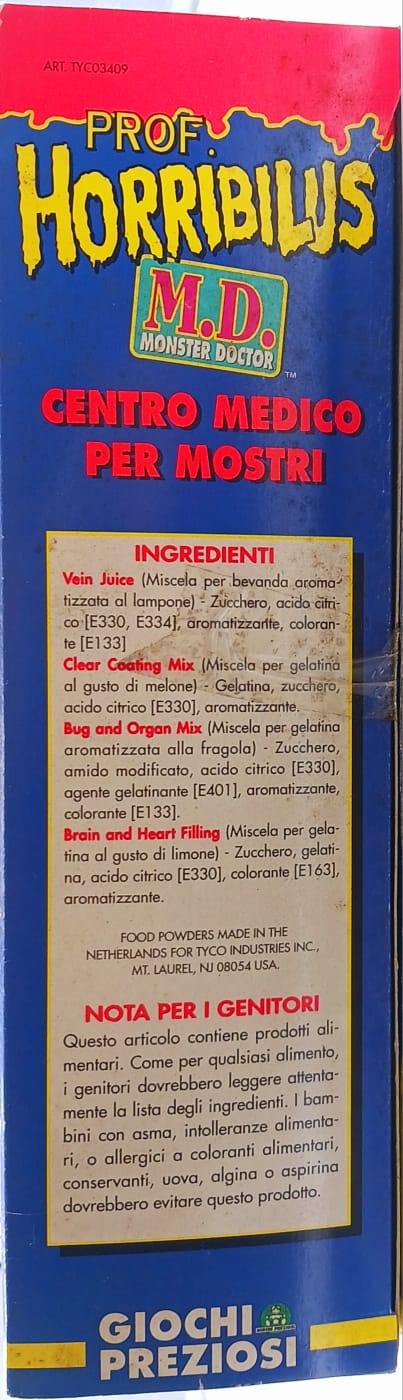 ART. TYC03409
PROF.
HORRIBILUS
M.D.
MONSTER DOCTOR
TM
CENTRO MEDICO
PER MOSTRI
INGREDIENTI
Vein Juice (Miscela per bevanda aroma-
tizzata al lampone) - Zucchero, acido citri-
co [E330, E334], aromatizzante, coloran-
te [E133]
Clear Coating Mix (Miscela per gelatina
al gusto di melone) - Gelatina, zucchero,
acido citrico [E330], aromatizzante.
Bug and Organ Mix (Miscela per gelatina
aromatizzata alla fragola) - Zucchero,
amido modificato, acido citrico [E330],
agente gelatinante [E401], aromatizzante,
colorante [E133].
Brain and Heart Filling (Miscela per gela-
tina al gusto di limone) - Zucchero, gelati-
na, acido citrico [E330], colorante [E163],
aromatizzante.
FOOD POWDERS MADE IN THE
NETHERLANDS FOR TYCO INDUSTRIES INC.,
MT. LAUREL, NJ 08054 USA.
NOTA PER I GENITORI
Questo articolo contiene prodotti ali-
mentari. Come per qualsiasi alimento,
i genitori dovrebbero leggere attenta-
mente la lista degli ingredienti. I bam-
bini con asma, intolleranze alimenta-
ri, o allergici a coloranti alimentari,
conservanti, uova, algina o aspirina
dovrebbero evitare questo prodotto.
GIOCHI
PREZIOSI